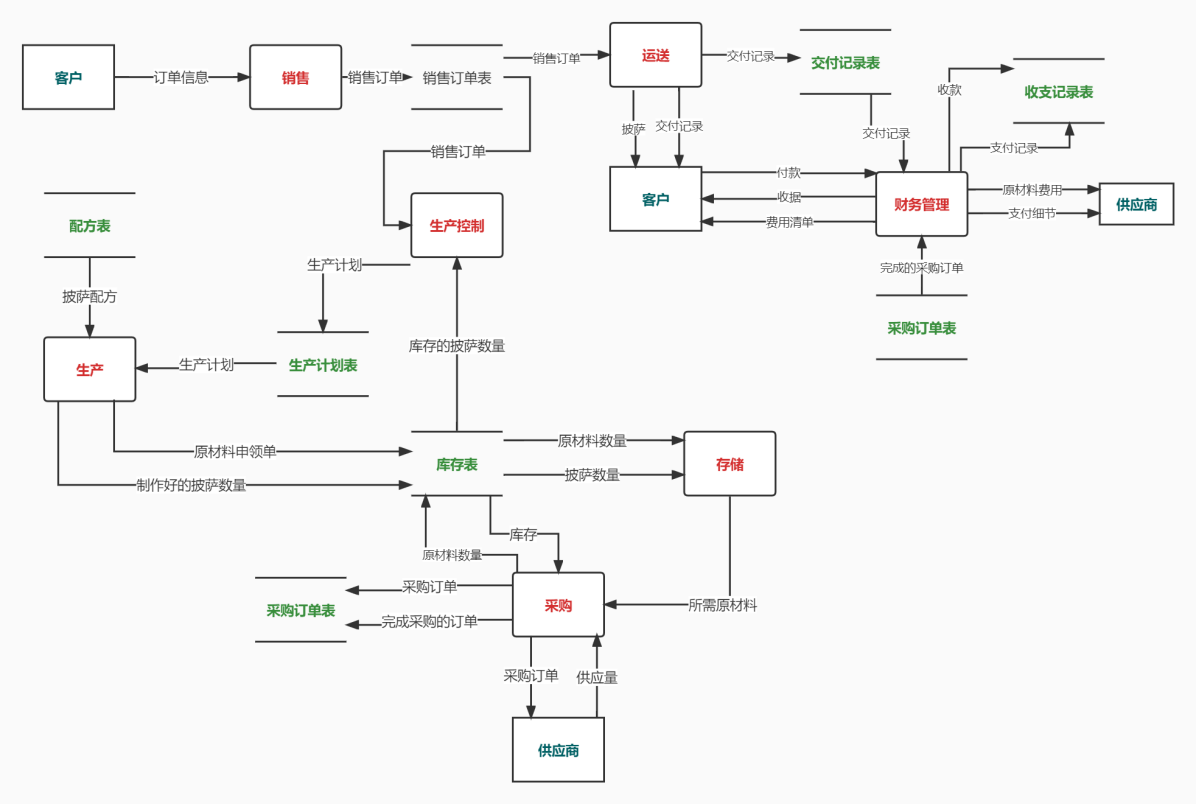 客户
订单信息
销售
销售订单
销售订单表
销售订单
运送
交付记录
交付记录表
收款
收支记录表
披萨
交付记录
交付记录
支付记录
销售订单
客户
付款
收据
费用清单
财务管理
原材料费用
支付细节
供应商
配方表
生产控制
生产计划
完成的采购订单
披萨配方
采购订单表
库存的披萨数量
生产
生产计划
生产计划表
原材料申领单
制作好的披萨数量
库存表
原材料数量
披萨数量
存储
库存
原材料数量
采购订单
完成采购的订单
采购订单表
采购
所需原材料
采购订单
供应量
供应商